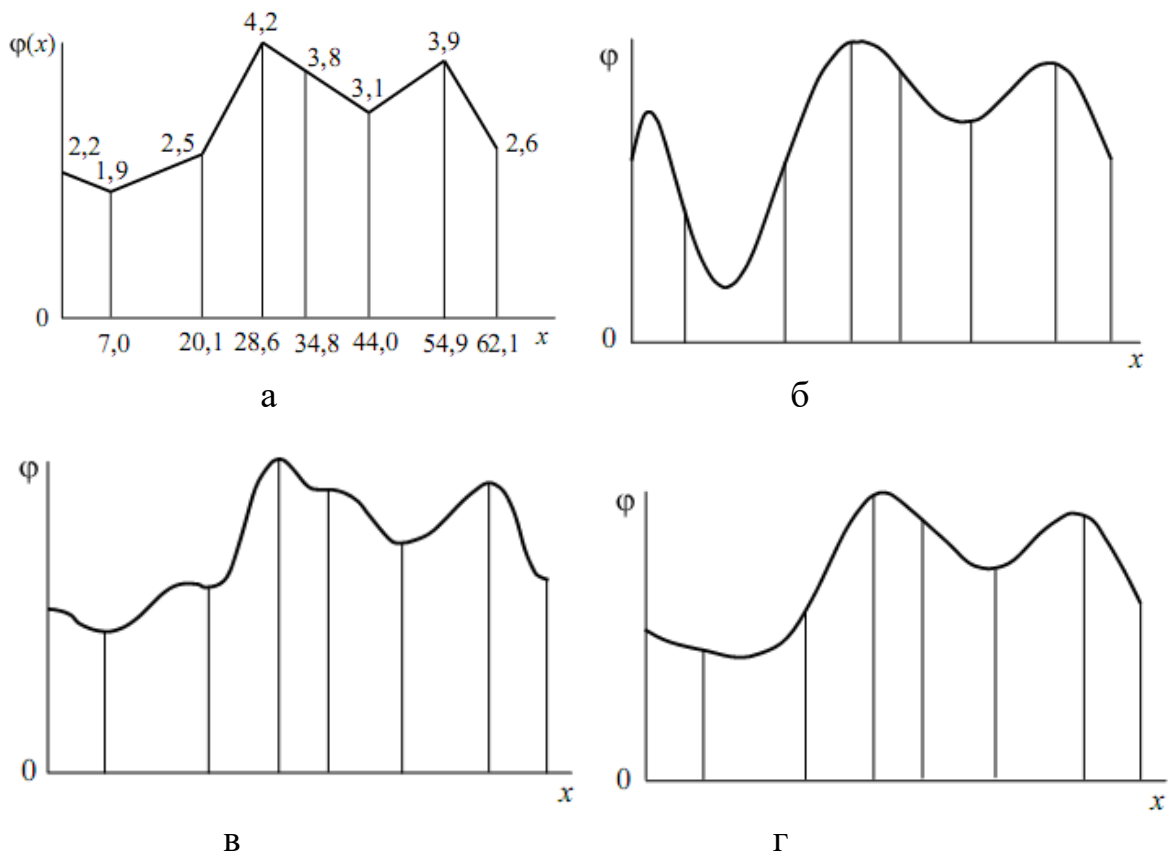 4,2
φ(x) 3,8 3,9
3,1
2,2 1,9 2,5 2,6
0
7,0 20,1 28,6 34,8 44,0 54,9 62,1 x
а
φ
0
x
б
φ
0
x
в
φ
0
x
г